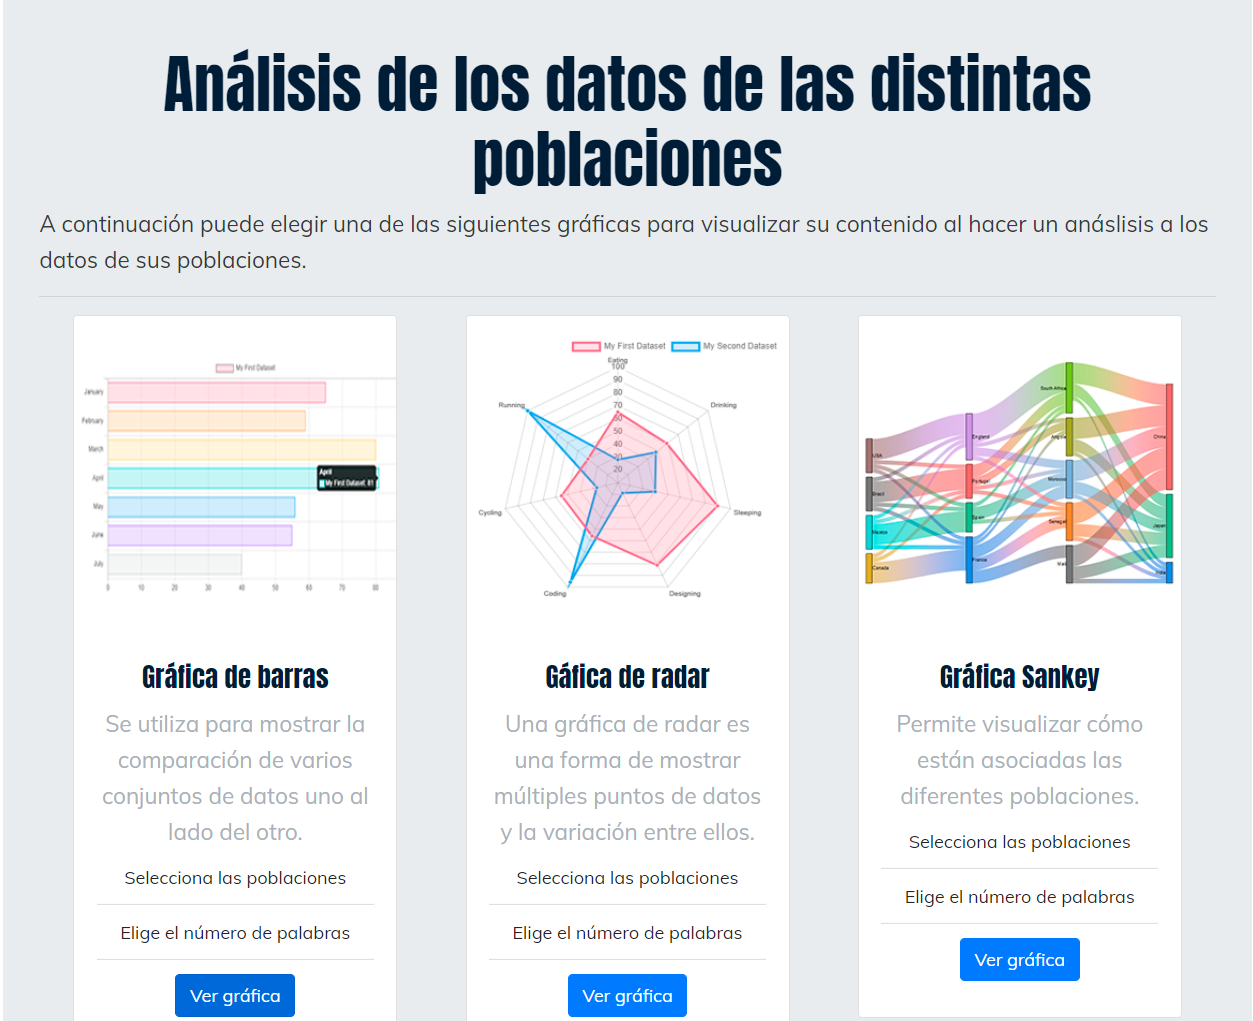 Análisis de los datos de las distintas
poblaciones
A continuación puede elegir una de las siguientes gráficas para visualizar su contenido al hacer un anáslisis a los
datos de sus poblaciones.
My First Dataset
January
February
March
April
May
June
July
April
My First Dataset: 81
0 10 20 30 40 50 60 70 80
My First Dataset My Second Dataset
Eating
Drinking
Sleeping
Designing
Coding
Cycling
Running
100
90
80
70
60
50
40
30
20
USA
Brazil
Mexico
Canada
England
Portugal
Spain
France
South Africa
Angola
Morocco
Senegal
Mali
China
Japan
India
Gráfica de barras
Se utiliza para mostrar la
comparación de varios
conjuntos de datos uno al
lado del otro.
Selecciona las poblaciones
Elige el número de palabras
Ver gráfica
Gáfica de radar
Una gráfica de radar es
una forma de mostrar
múltiples puntos de datos
y la variación entre ellos.
Selecciona las poblaciones
Elige el número de palabras
Ver gráfica
Gráfica Sankey
Permite visualizar cómo
están asociadas las
diferentes poblaciones.
Selecciona las poblaciones
Elige el número de palabras
Ver gráfica